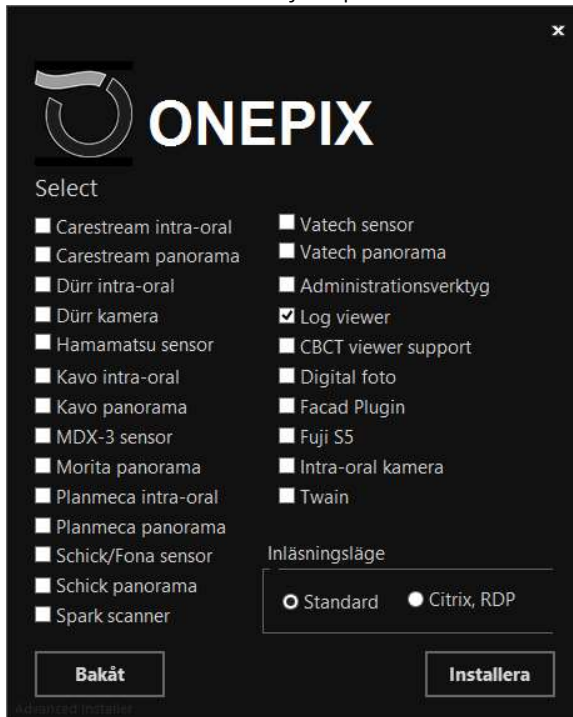 x
ONEPIX
Select
Carestream intra-oral
Carestream panorama
Dürr intra-oral
Dürr kamera
Hamamatsu sensor
Kavo intra-oral
Kavo panorama
MDX-3 sensor
Morita panorama
Planmeca intra-oral
Planmeca panorama
Schick/Fona sensor
Schick panorama
Spark scanner
Vatech sensor
Vatech panorama
Administrationsverktyg
Log viewer
CBCT viewer support
Digital foto
Facad Plugin
Fuji S5
Intra-oral kamera
Twain
Inläsningsläge
Standard
Citrix, RDP
Bakåt
Installera
Advanced Installer